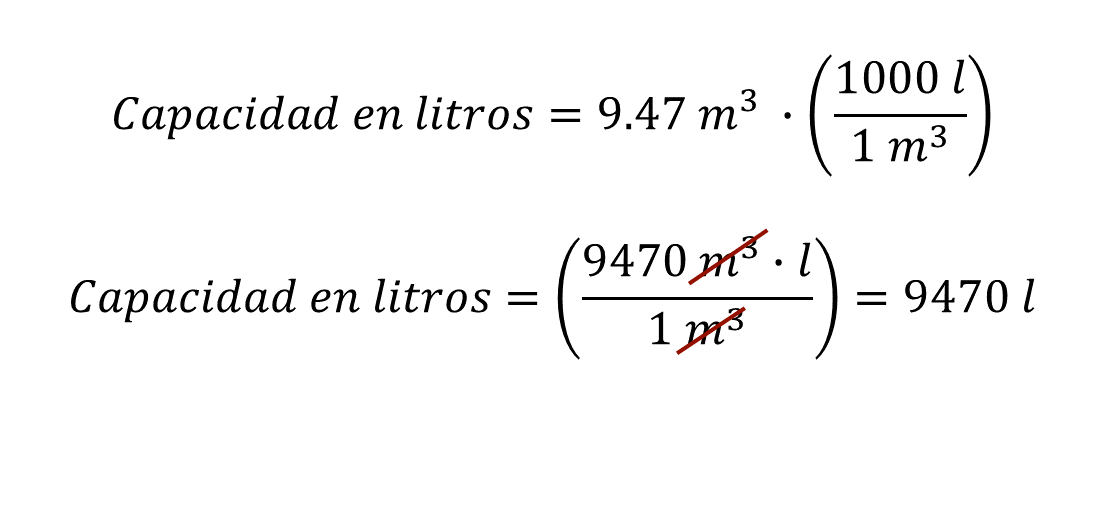 Capacidad en litros = 9.47 m³ · (1000 l / 1 m³)
Capacidad en litros = (9470 m³ · l / 1 m³) = 9470 l